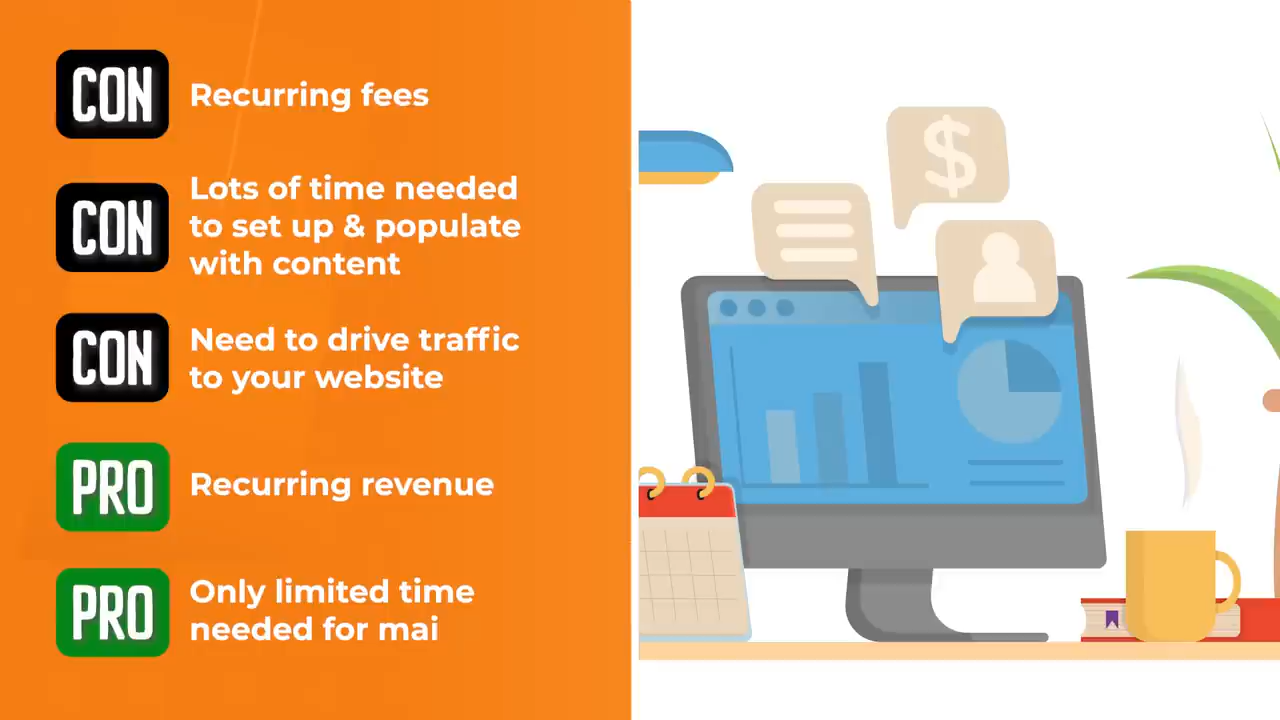 CON
Recurring fees
CON
Lots of time needed
to set up & populate
with content
CON
Need to drive traffic
to your website
PRO
Recurring revenue
PRO
Only limited time
needed for mai
$